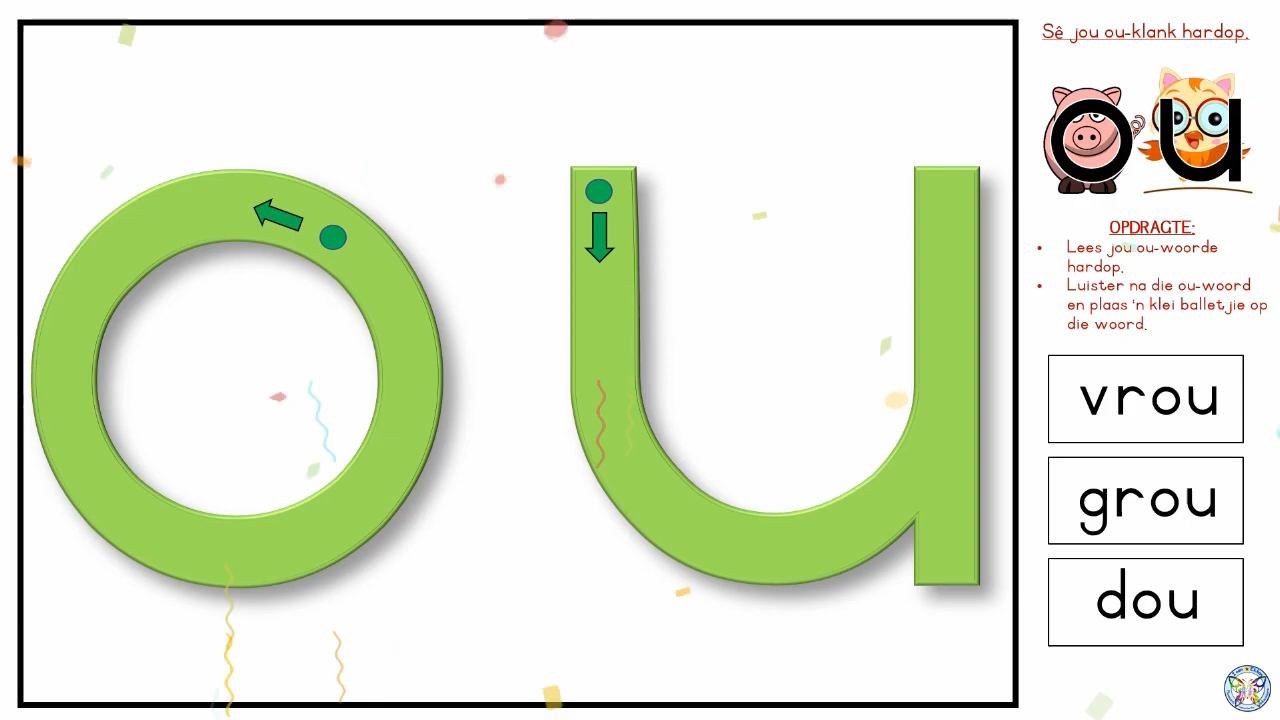 o u
Sê jou ou-klank hardop.
ou
OPDRAGTE:
• Lees jou ou-woorde
hardop.
• Luister na die ou-woord
en plaas 'n klei balletjie op
die woord.
vrou
grou
dou